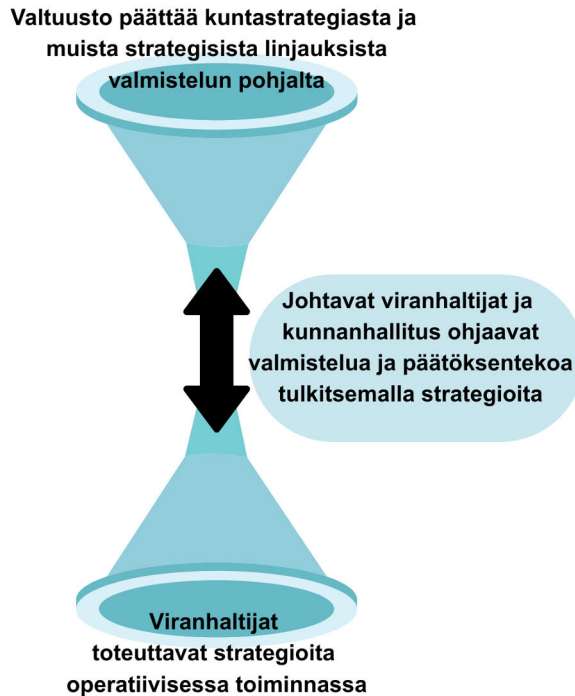 Valtuusto päättää kuntastrategiasta ja
muista strategisista linjauksista
valmistelun pohjalta
Johtavat viranhaltijat ja
kunnanhallitus ohjaavat
valmistelua ja päätöksentekoa
tulkitsemalla strategioita
Viranhaltijat
toteuttavat strategioita
operatiivisessa toiminnassa